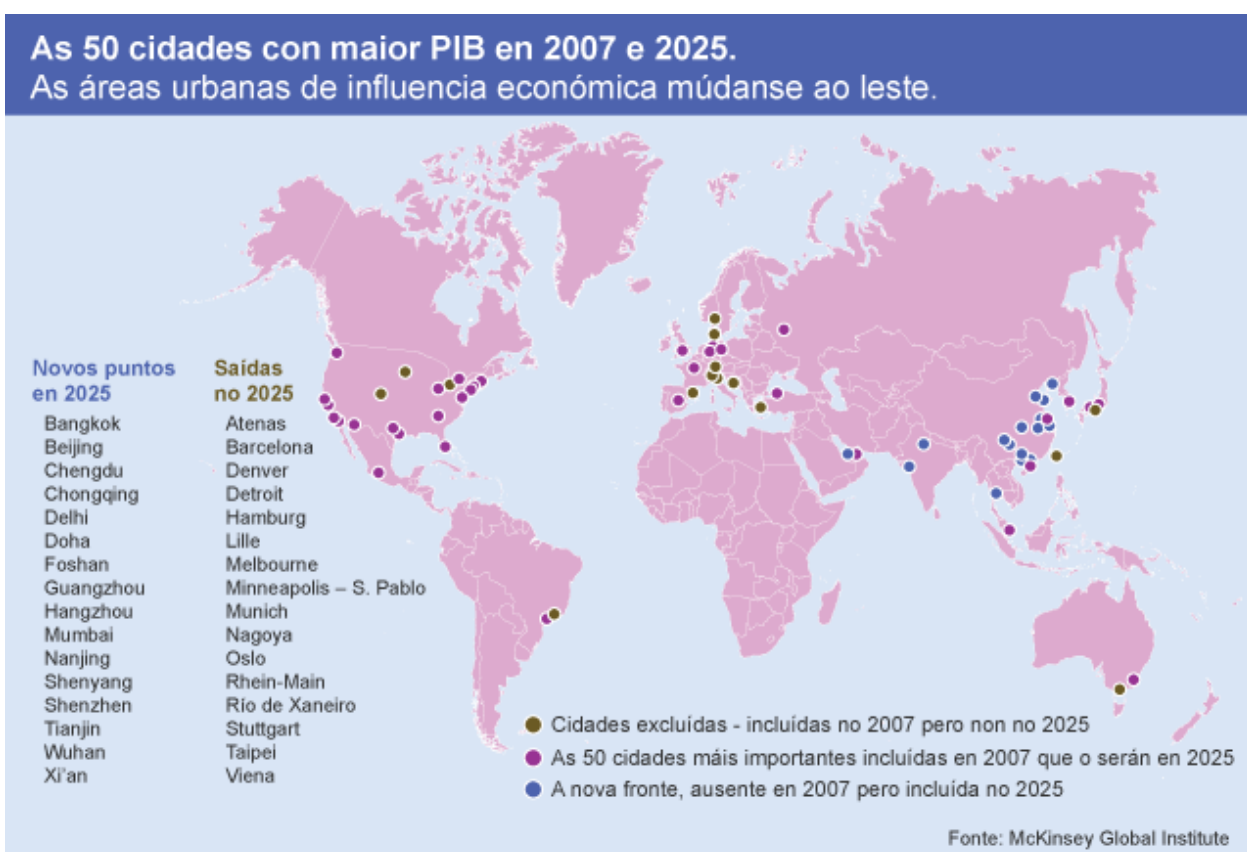 As 50 cidades con maior PIB en 2007 e 2025.
As áreas urbanas de influencia económica múdanse ao leste.
Novos puntos
en 2025
Bangkok
Beijing
Chengdu
Chongqing
Delhi
Doha
Foshan
Guangzhou
Hangzhou
Mumbai
Nanjing
Shenyang
Shenzhen
Tianjin
Wuhan
Xi'an
Saídas
no 2025
Atenas
Barcelona
Denver
Detroit
Hamburg
Lille
Melbourne
Minneapolis – S. Pablo
Munich
Nagoya
Oslo
Rhein-Main
Río de Xaneiro
Stuttgart
Taipei
Viena
Cidades excluídas - incluídas no 2007 pero non no 2025
As 50 cidades máis importantes incluídas en 2007 que o serán en 2025
A nova fronte, ausente en 2007 pero incluída no 2025
Fonte: McKinsey Global Institute